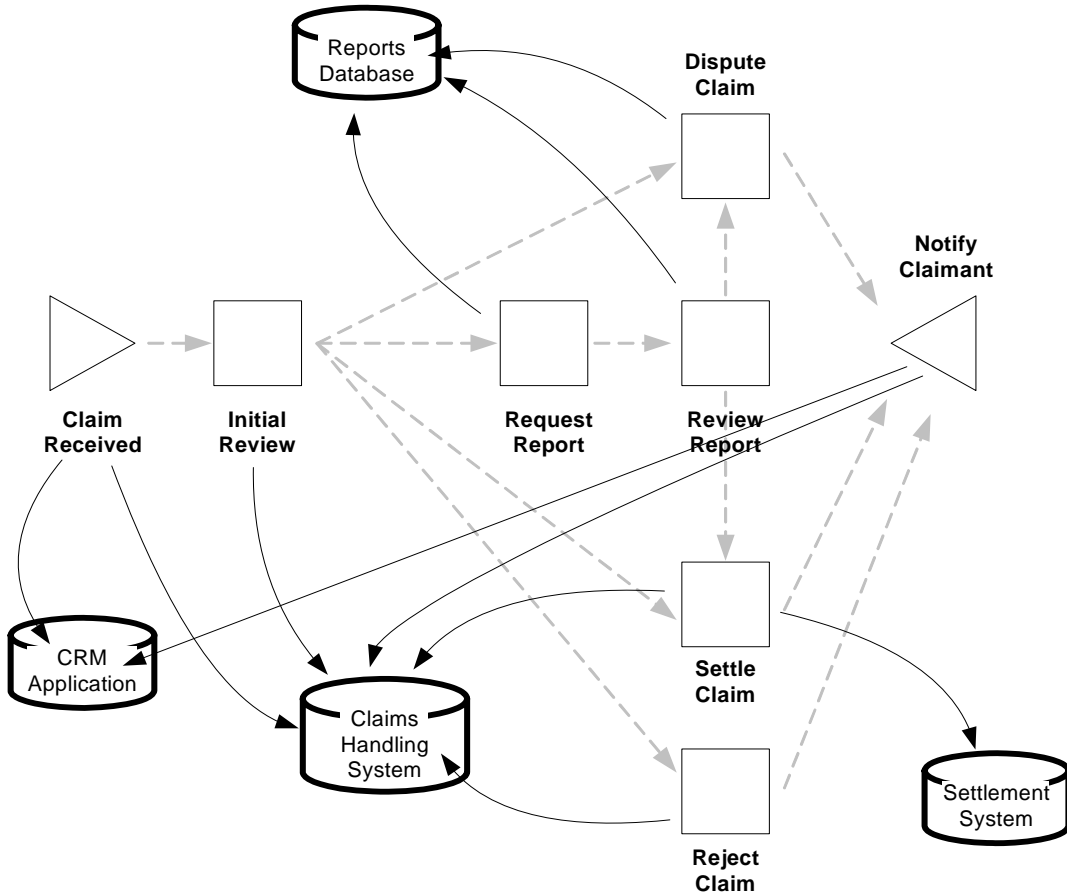 Reports
Database
Dispute
Claim
Notify
Claimant
Claim
Received
Initial
Review
Request
Report
Review
Report
CRM
Application
Claims
Handling
System
Settle
Claim
Settlement
System
Reject
Claim